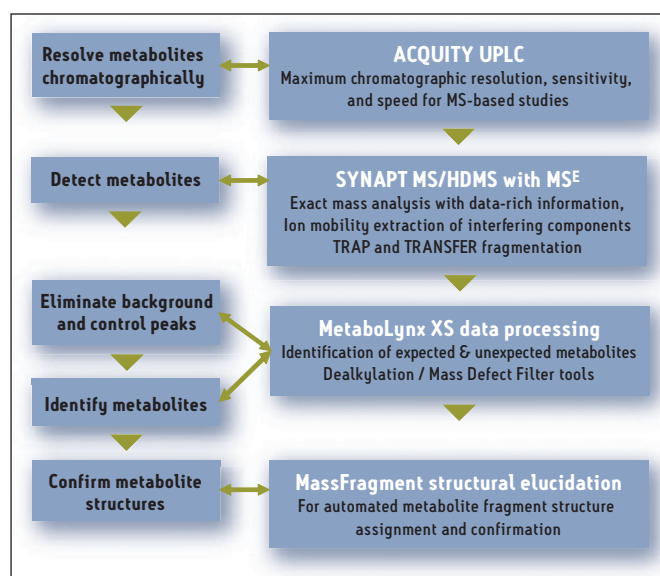 Resolve metabolites
chromatographically
ACQUITY UPLC
Maximum chromatographic resolution, sensitivity,
and speed for MS-based studies
Detect metabolites
SYNAPT MS/HDMS with MSᴱ
Exact mass analysis with data-rich information,
Ion mobility extraction of interfering components
TRAP and TRANSFER fragmentation
Eliminate background
and control peaks
MetaboLynx XS data processing
Identification of expected & unexpected metabolites
Dealkylation / Mass Defect Filter tools
Identify metabolites
Confirm metabolite
structures
MassFragment structural elucidation
For automated metabolite fragment structure
assignment and confirmation